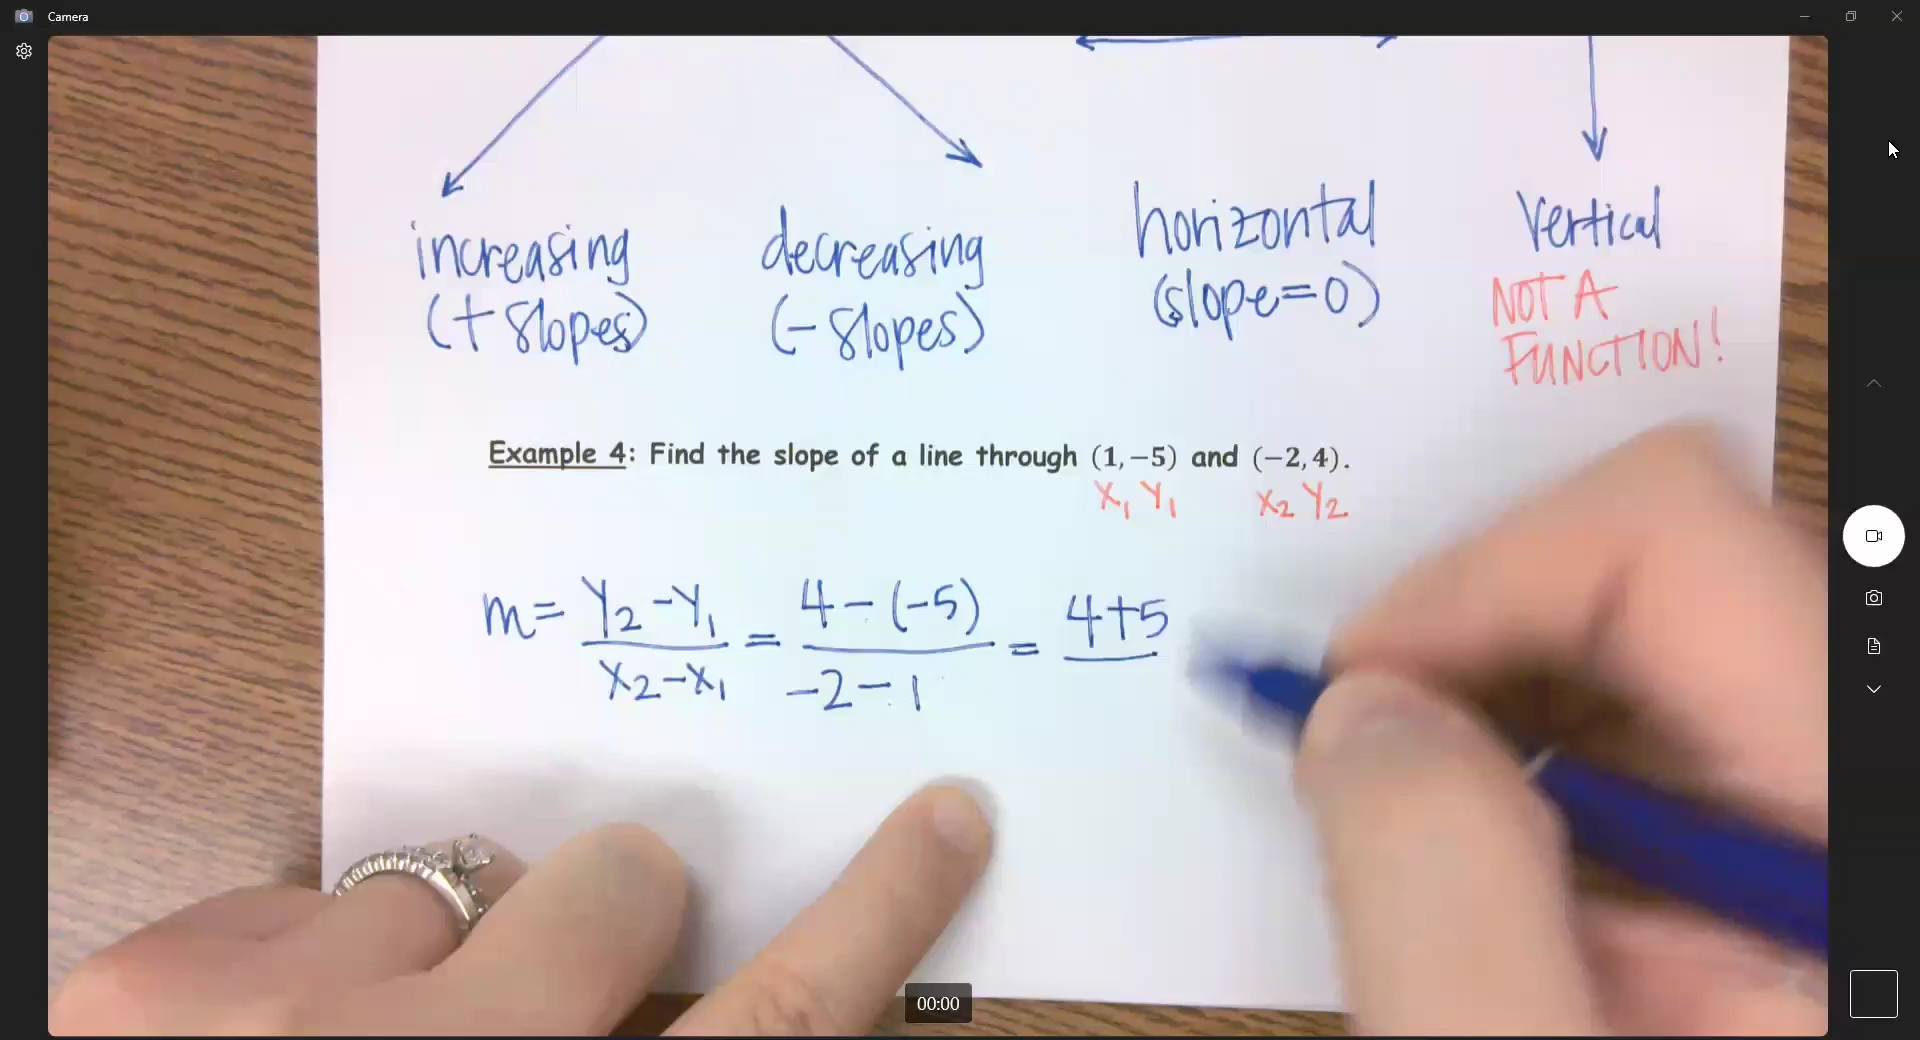 Camera
increasing
(+ slopes)
decreasing
(- slopes)
horizontal
(slope=0)
Vertical
NOT A
FUNCTION!
Example 4: Find the slope of a line through (1,−5) and (−2,4).
X₁ Y₁ X₂ Y₂
m = Y₂-Y₁ / X₂-X₁ = 4-(-5) / -2-1 = 4+5
00:00